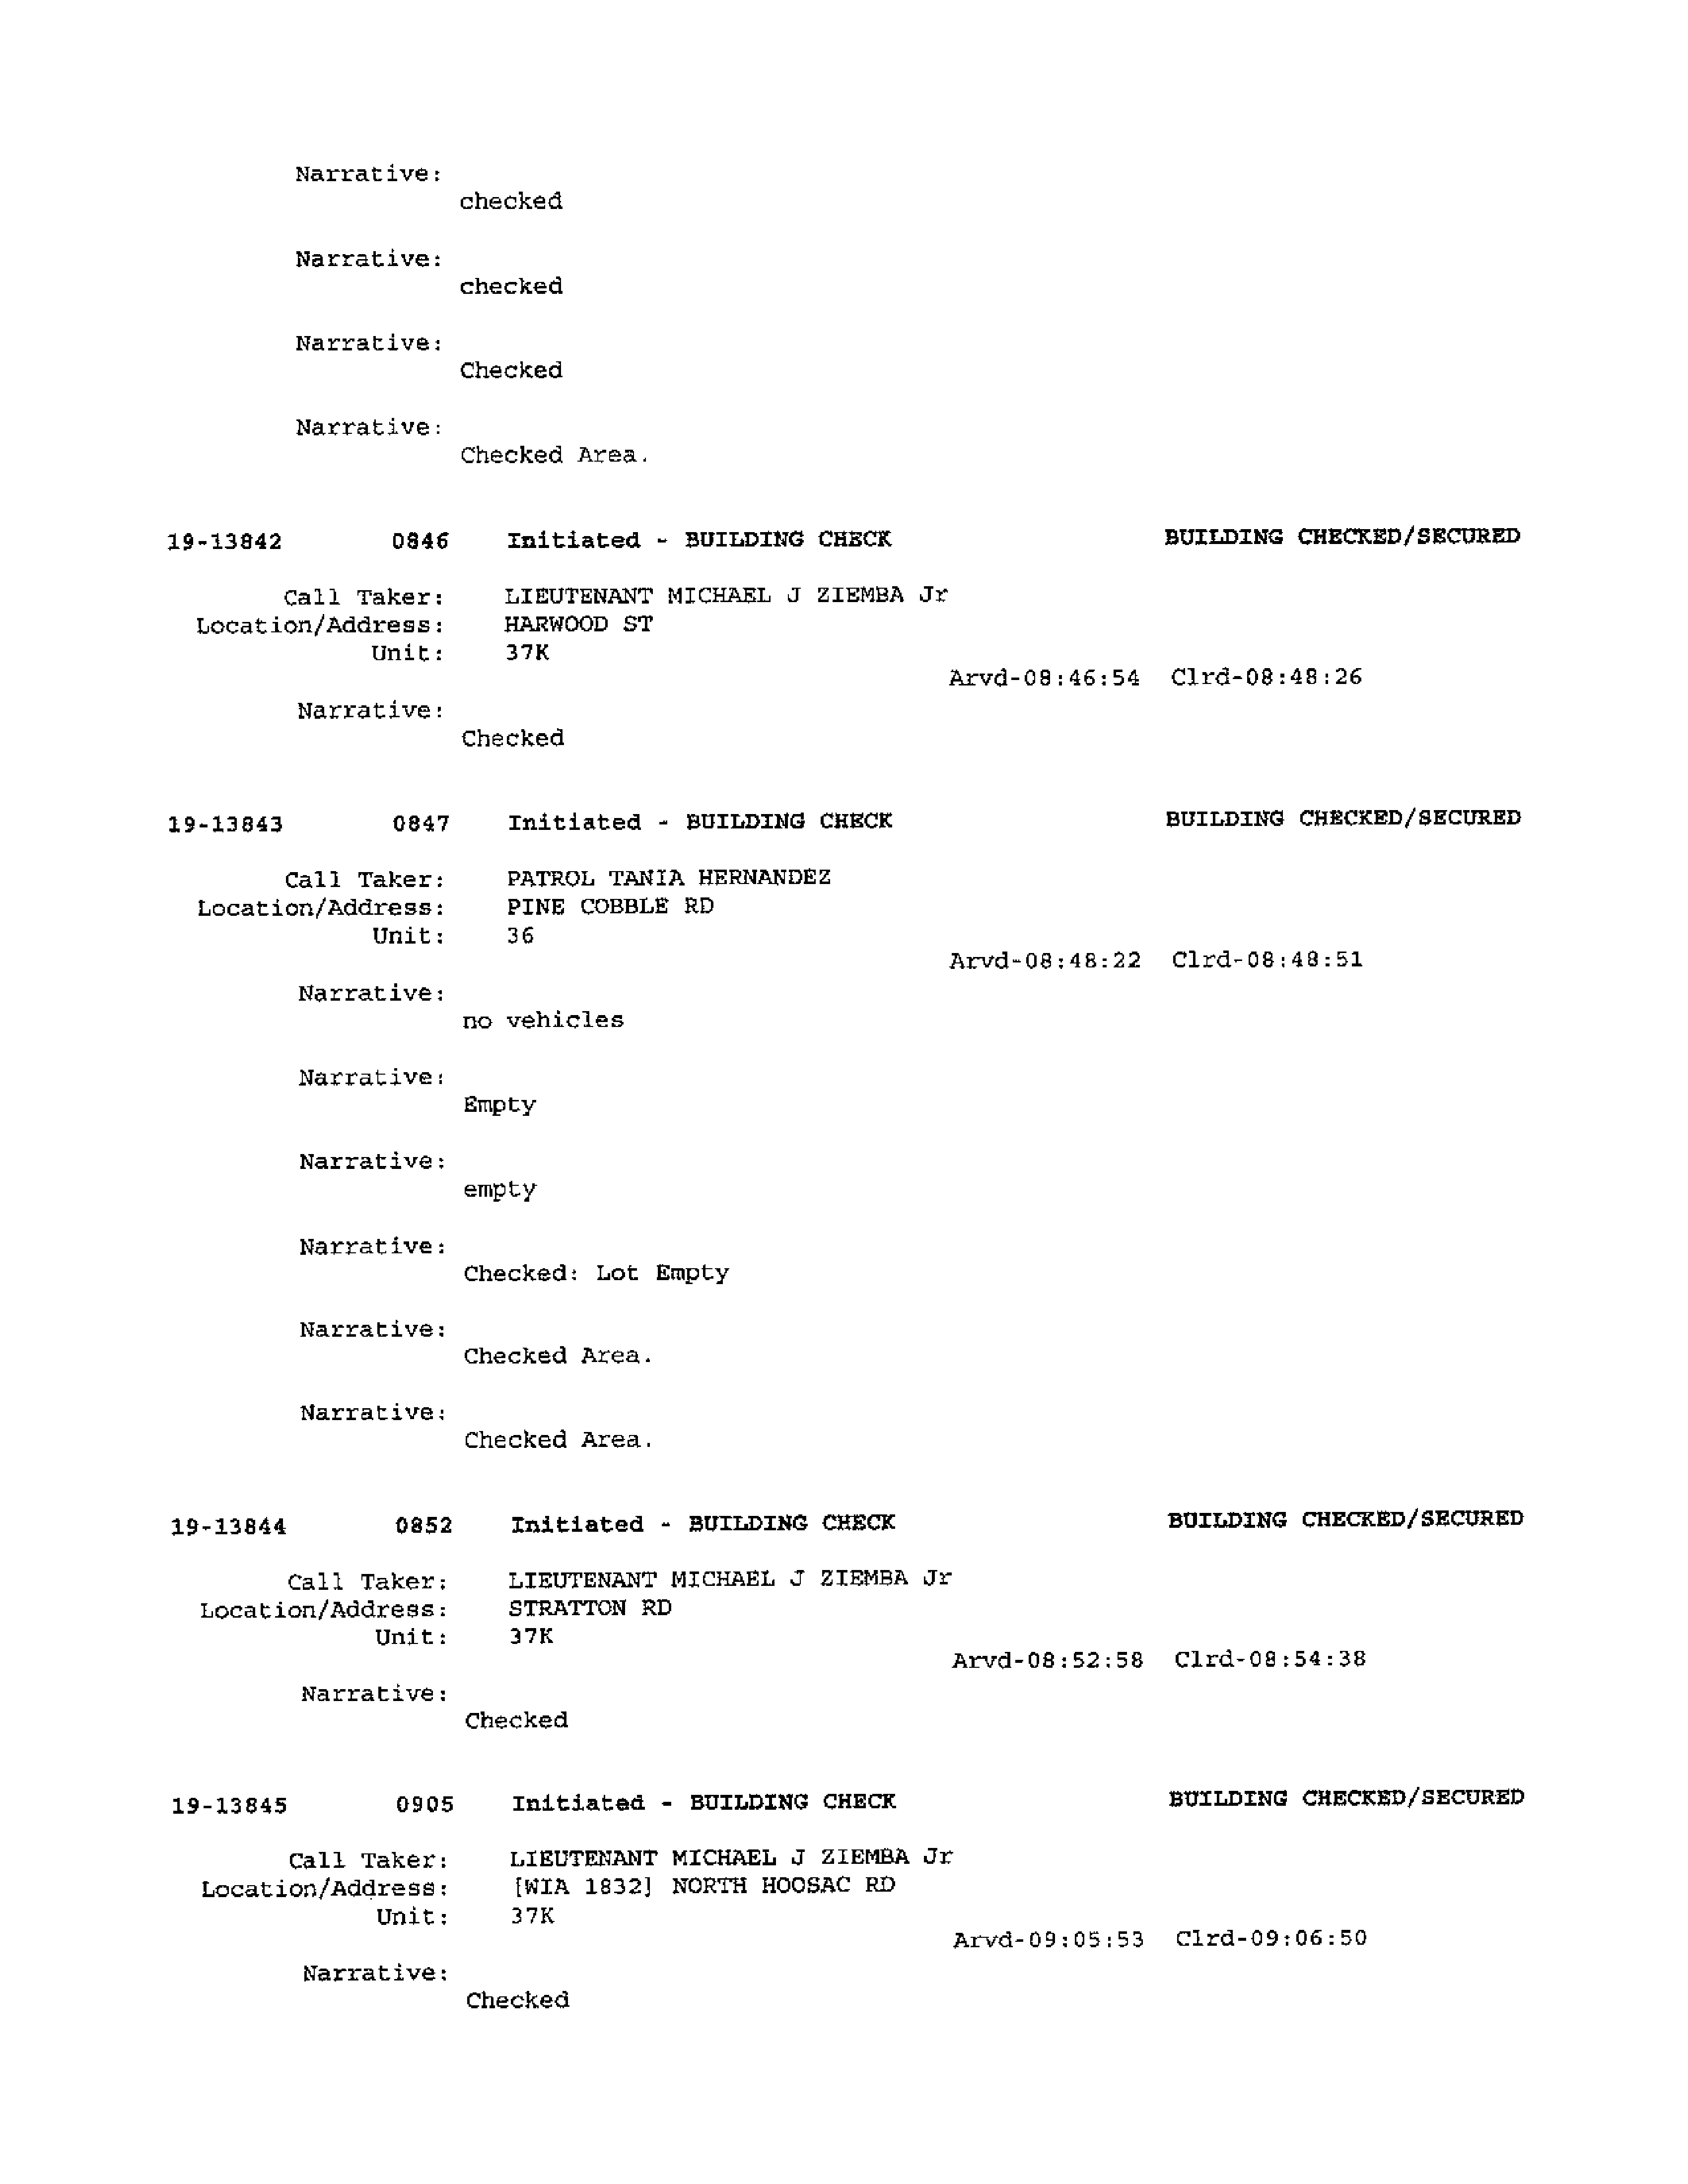 Narrative:
checked
Narrative:
checked
Narrative:
Checked
Narrative:
Checked Area.
19-13842 0846 Initiated - BUILDING CHECK BUILDING CHECKED/SECURED
Call Taker: LIEUTENANT MICHAEL J ZIEMBA Jr
Location/Address: HARWOOD ST
Unit: 37K
Arvd-08:46:54 Clrd-08:48:26
Narrative:
Checked
19-13843 0847 Initiated - BUILDING CHECK BUILDING CHECKED/SECURED
Call Taker: PATROL TANIA HERNANDEZ
Location/Address: PINE COBBLE RD
Unit: 36
Arvd-08:48:22 Clrd-08:48:51
Narrative:
no vehicles
Narrative:
Empty
Narrative:
empty
Narrative:
Checked: Lot Empty
Narrative:
Checked Area.
Narrative:
Checked Area.
19-13844 0852 Initiated - BUILDING CHECK BUILDING CHECKED/SECURED
Call Taker: LIEUTENANT MICHAEL J ZIEMBA Jr
Location/Address: STRATTON RD
Unit: 37K
Arvd-08:52:58 Clrd-08:54:38
Narrative:
Checked
19-13845 0905 Initiated - BUILDING CHECK BUILDING CHECKED/SECURED
Call Taker: LIEUTENANT MICHAEL J ZIEMBA Jr
Location/Address: [WIA 1832] NORTH HOOSAC RD
Unit: 37K
Arvd-09:05:53 Clrd-09:06:50
Narrative:
Checked